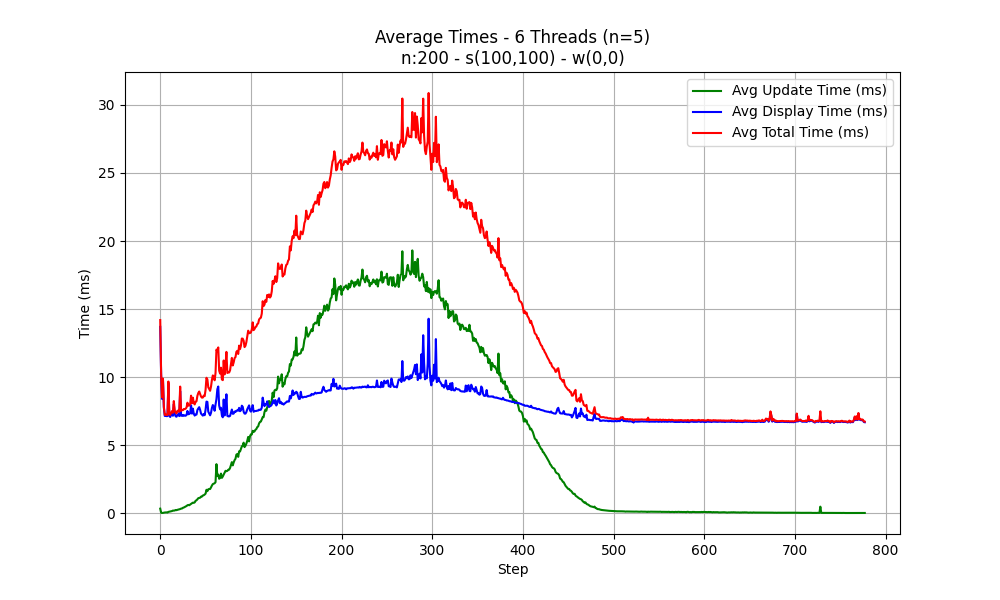 Average Times - 6 Threads (n=5)
n:200 - s(100,100) - w(0,0)
Avg Update Time (ms)
Avg Display Time (ms)
Avg Total Time (ms)
Time (ms)
30
25
20
15
10
5
0
0 100 200 300 400 500 600 700 800
Step